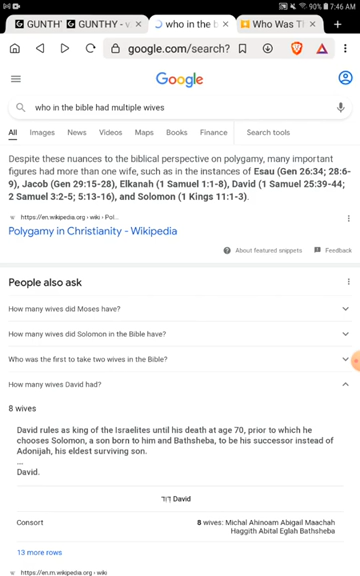 90% 7:46 AM
GUNTH'
GUNTHY - w
who in the b
Who Was T
google.com/search?
Google
who in the bible had multiple wives
All Images News Videos Maps Books Finance Search tools
Despite these nuances to the biblical perspective on polygamy, many important
figures had more than one wife, such as in the instances of Esau (Gen 26:34; 28:6-
9), Jacob (Gen 29:15-28), Elkanah (1 Samuel 1:1-8), David (1 Samuel 25:39-44;
2 Samuel 3:2-5; 5:13-16), and Solomon (1 Kings 11:1-3).
W https://en.wikipedia.org › wiki › Pol...
Polygamy in Christianity - Wikipedia
About featured snippets Feedback
People also ask
How many wives did Moses have?
How many wives did Solomon in the Bible have?
Who was the first to take two wives in the Bible?
How many wives David had?
8 wives
David rules as king of the Israelites until his death at age 70, prior to which he
chooses Solomon, a son born to him and Bathsheba, to be his successor instead of
Adonijah, his eldest surviving son.
...
David.
דָּוִד David
Consort 8 wives: Michal Ahinoam Abigail Maachah
Haggith Abital Eglah Bathsheba
13 more rows
W https://en.m.wikipedia.org › wiki